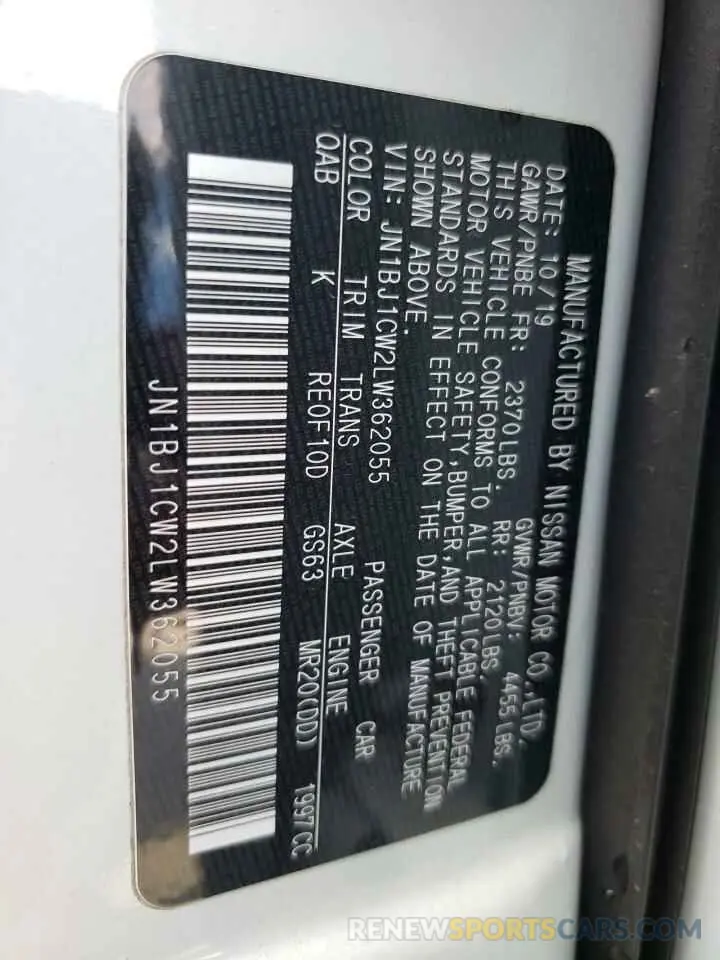 MANUFACTURED BY NISSAN MOTOR CO.,LTD.
DATE: 10/19 GVWR/PNBV: 4455LBS.
GAWR/PNBE FR: 2370LBS. RR: 2120LBS.
THIS VEHICLE CONFORMS TO ALL APPLICABLE FEDERAL
MOTOR VEHICLE SAFETY,BUMPER,AND THEFT PREVENTION
STANDARDS IN EFFECT ON THE DATE OF MANUFACTURE
SHOWN ABOVE.
VIN: JN1BJ1CW2LW362055 PASSENGER CAR
COLOR TRIM TRANS AXLE ENGINE
QAB K RE0F10D GS63 MR20(DD) 1997CC
JN1BJ1CW2LW362055
RENEWSPORTSCARS.COM